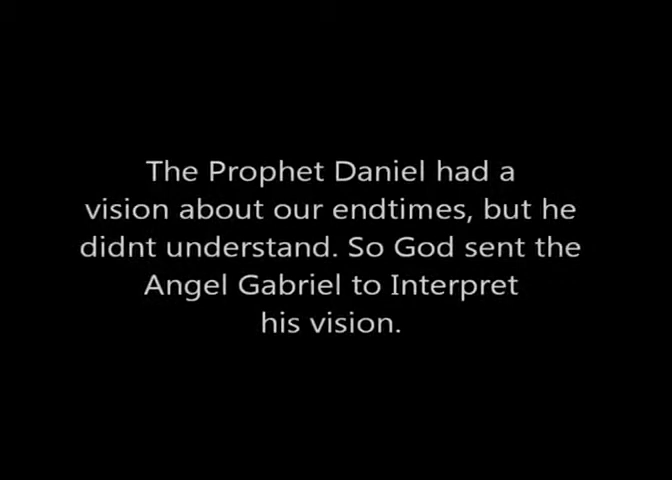 The Prophet Daniel had a
vision about our endtimes, but he
didnt understand. So God sent the
Angel Gabriel to Interpret
his vision.